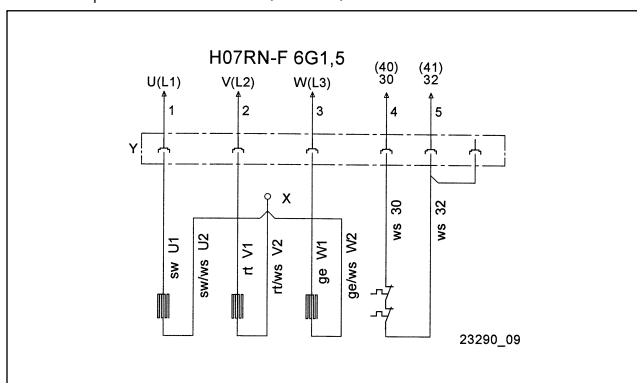 H07RN-F 6G1,5
U(L1) V(L2) W(L3) (40) (41)
30 32
1 2 3 4 5
Y
X
sw U1
sw/ws U2
rt V1
rt/ws V2
ge W1
ge/ws W2
ws 30
ws 32
23290_09